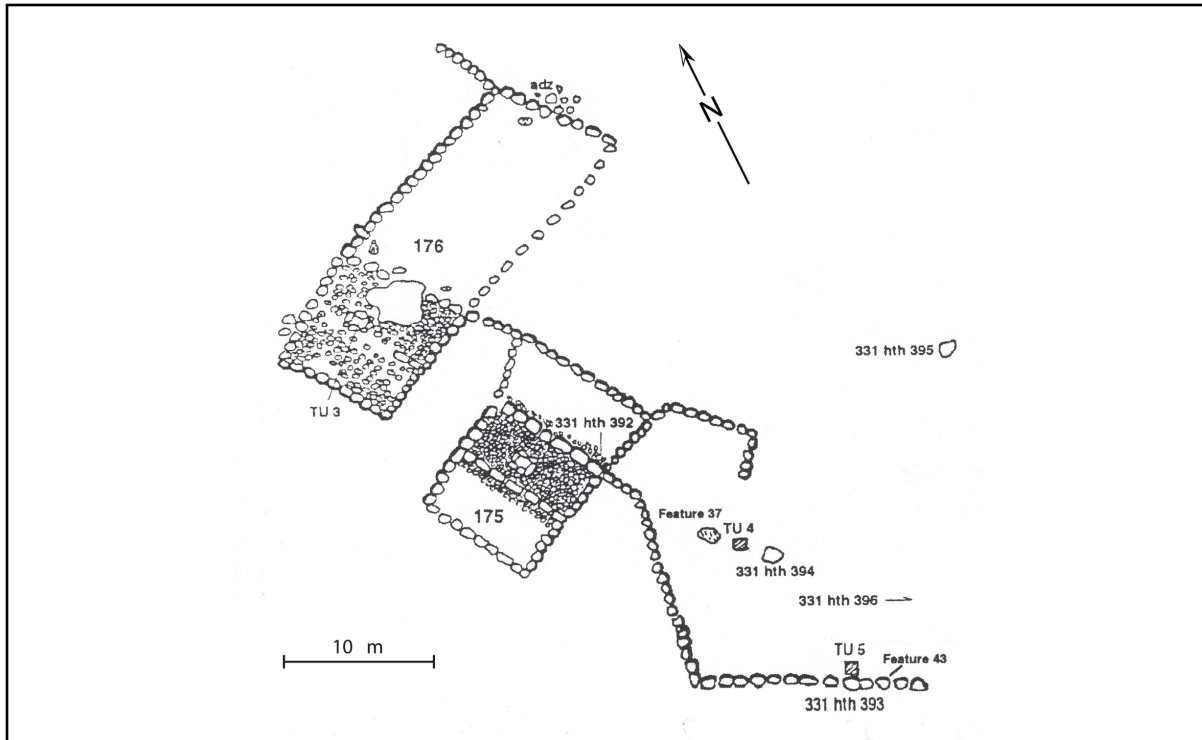 adz
N
176
331 hth 395
TU 3
331 hth 392
175
Feature 37
TU 4
331 hth 394
331 hth 396
10 m
TU 5
Feature 43
331 hth 393